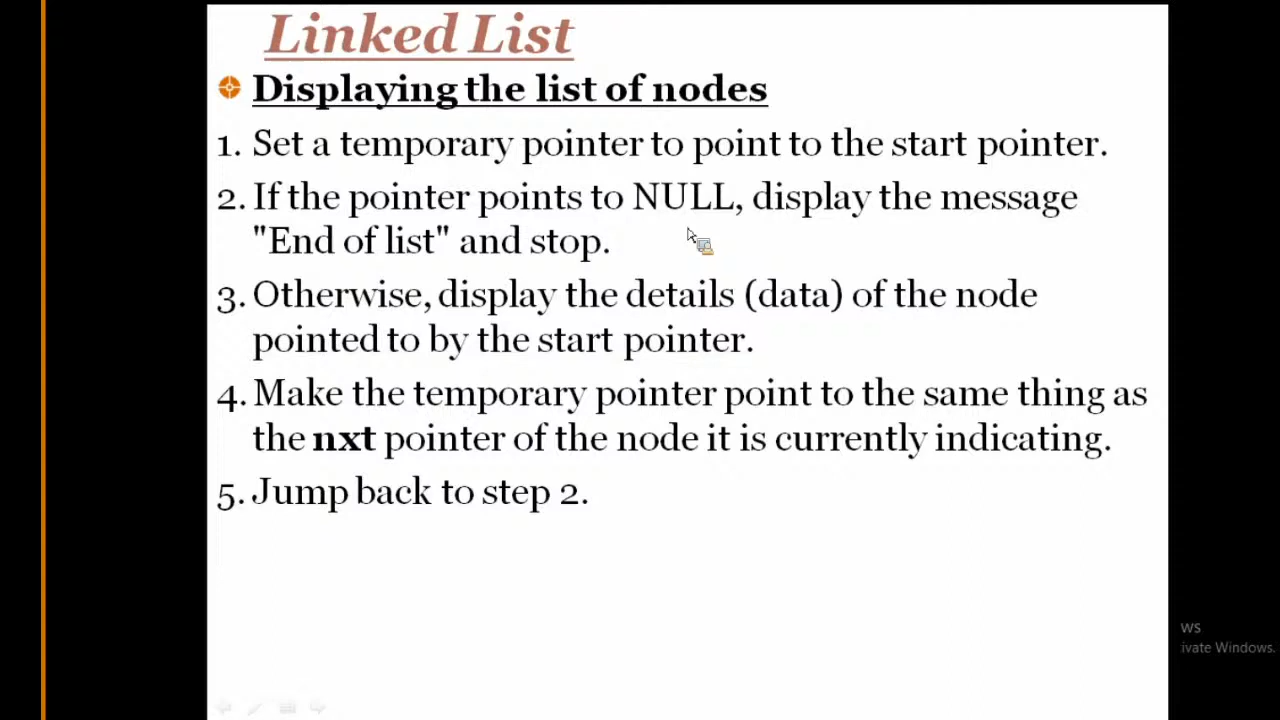 Linked List
Displaying the list of nodes
1. Set a temporary pointer to point to the start pointer.
2. If the pointer points to NULL, display the message
"End of list" and stop.
3. Otherwise, display the details (data) of the node
pointed to by the start pointer.
4. Make the temporary pointer point to the same thing as
the nxt pointer of the node it is currently indicating.
5. Jump back to step 2.
ws
ivate Windows.